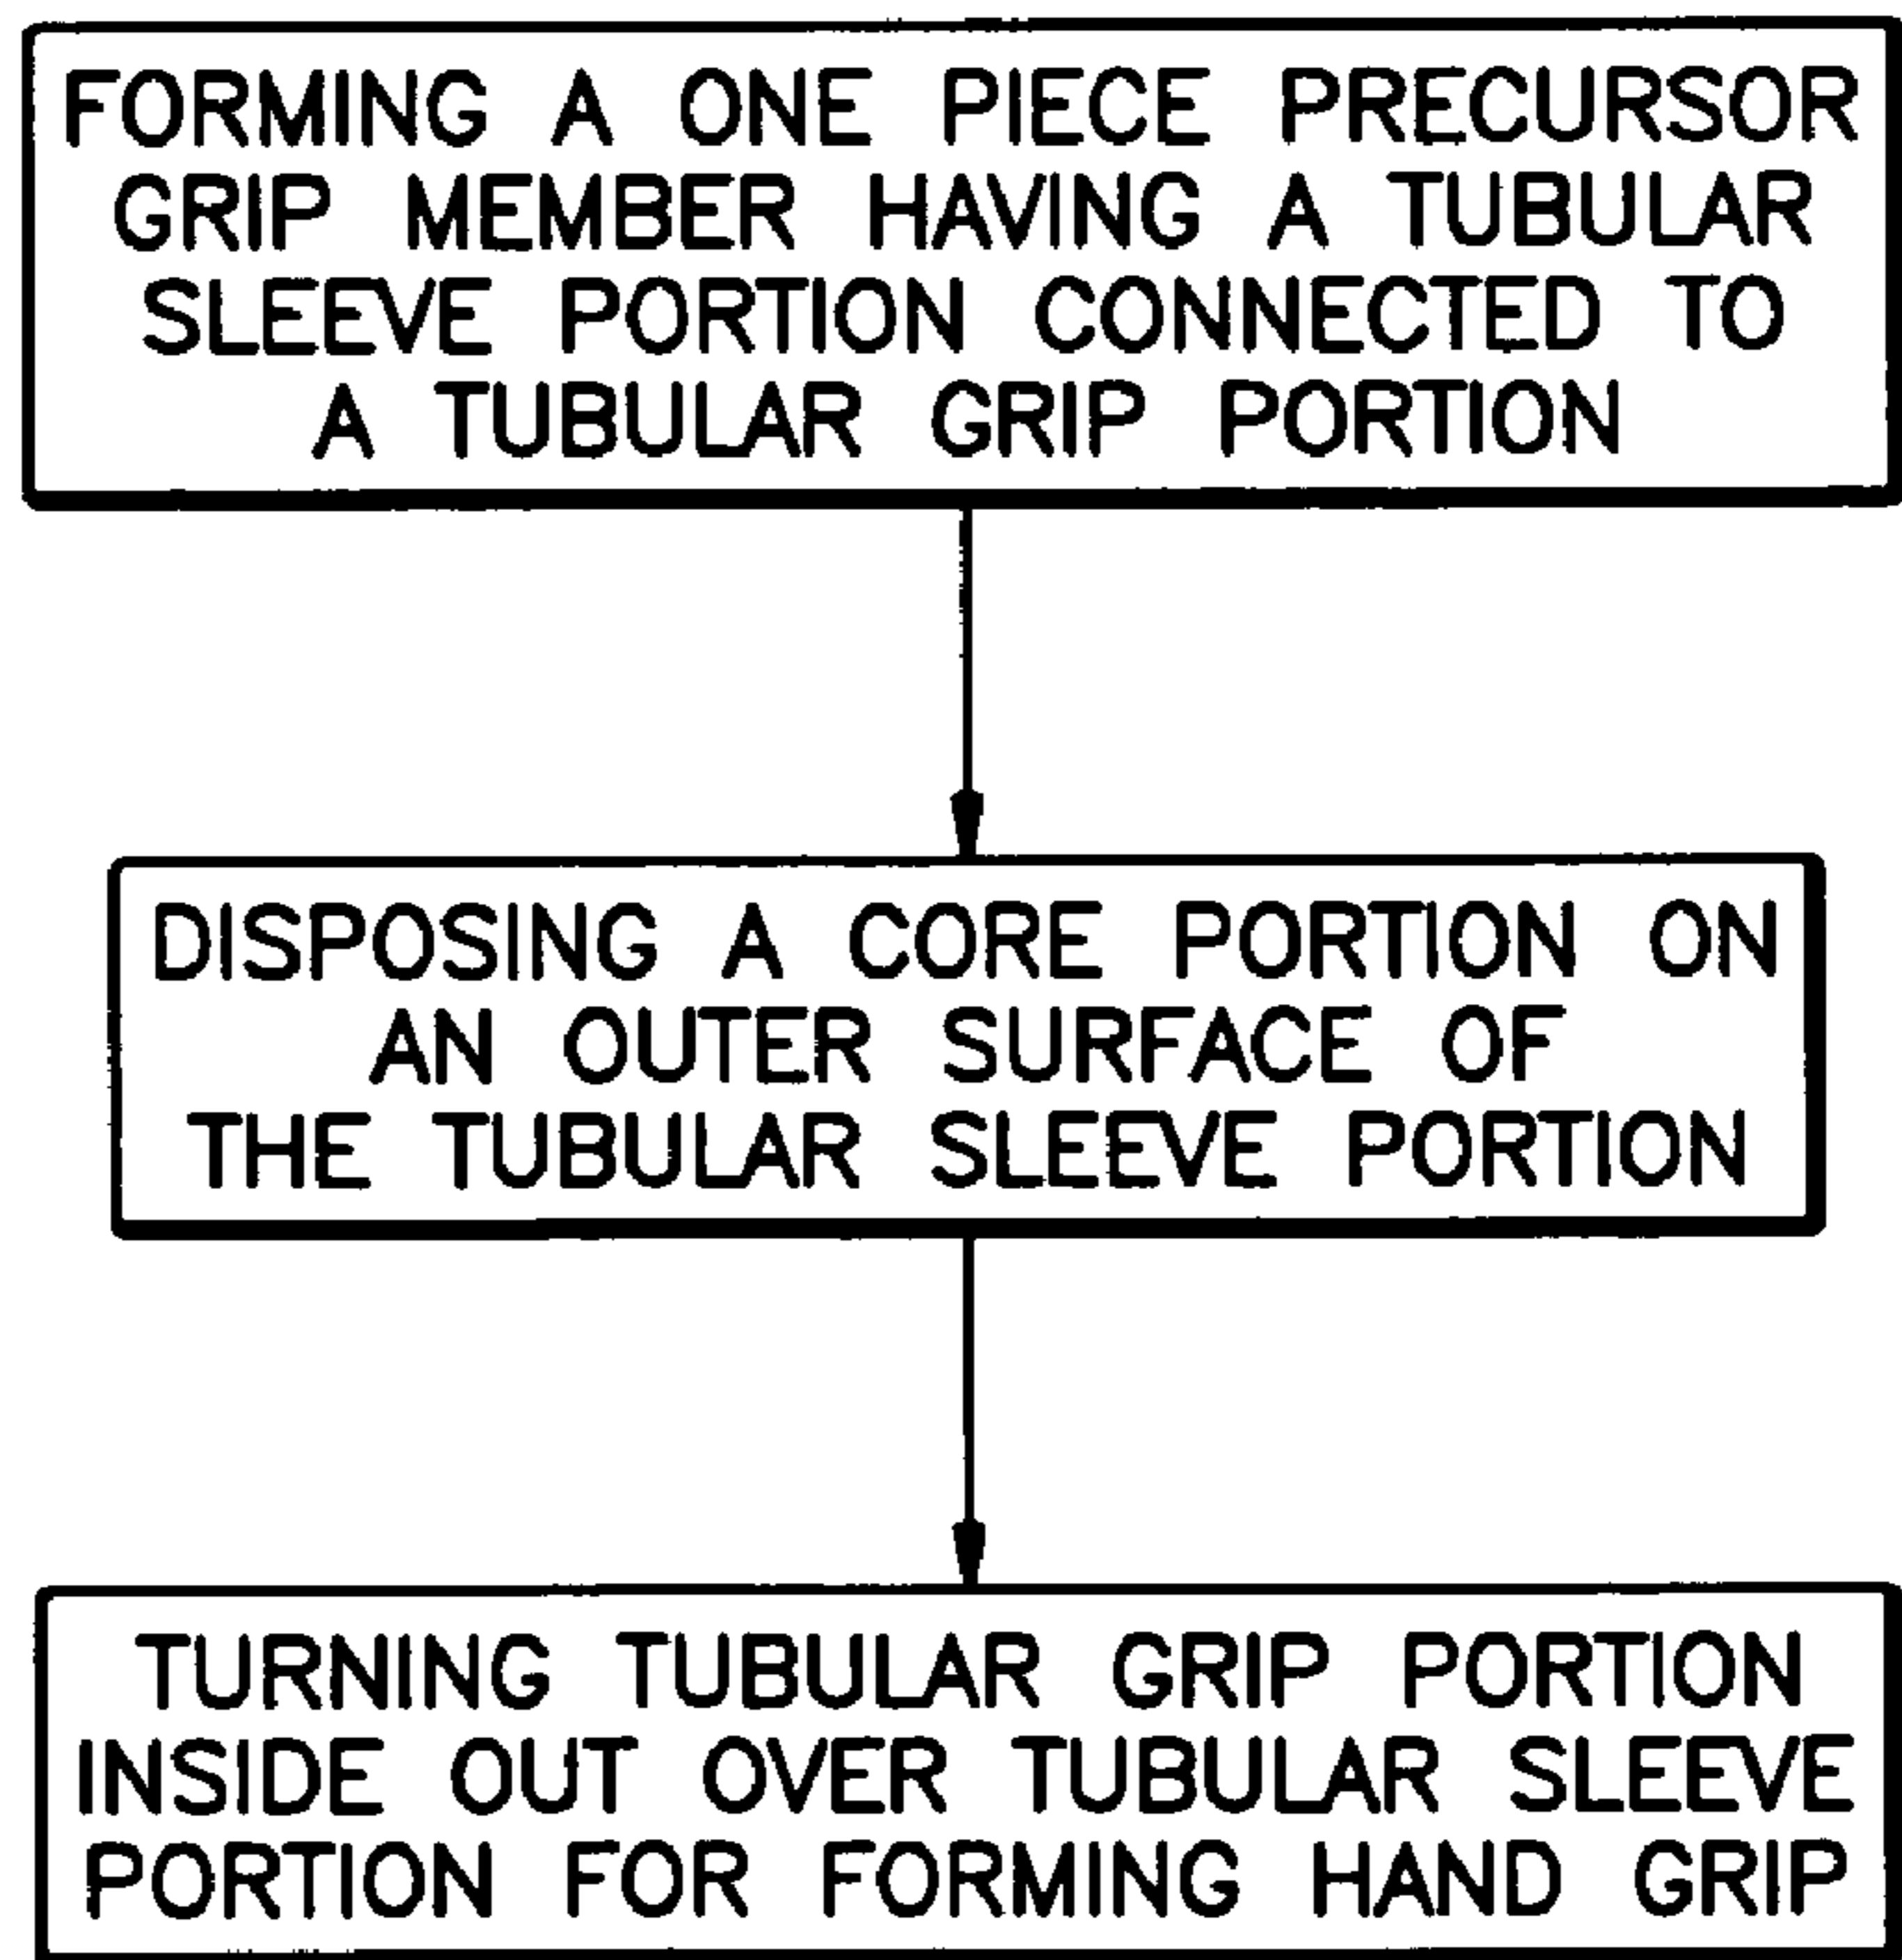 FORMING A ONE PIECE PRECURSOR
GRIP MEMBER HAVING A TUBULAR
SLEEVE PORTION CONNECTED TO
A TUBULAR GRIP PORTION
DISPOSING A CORE PORTION ON
AN OUTER SURFACE OF
THE TUBULAR SLEEVE PORTION
TURNING TUBULAR GRIP PORTION
INSIDE OUT OVER TUBULAR SLEEVE
PORTION FOR FORMING HAND GRIP